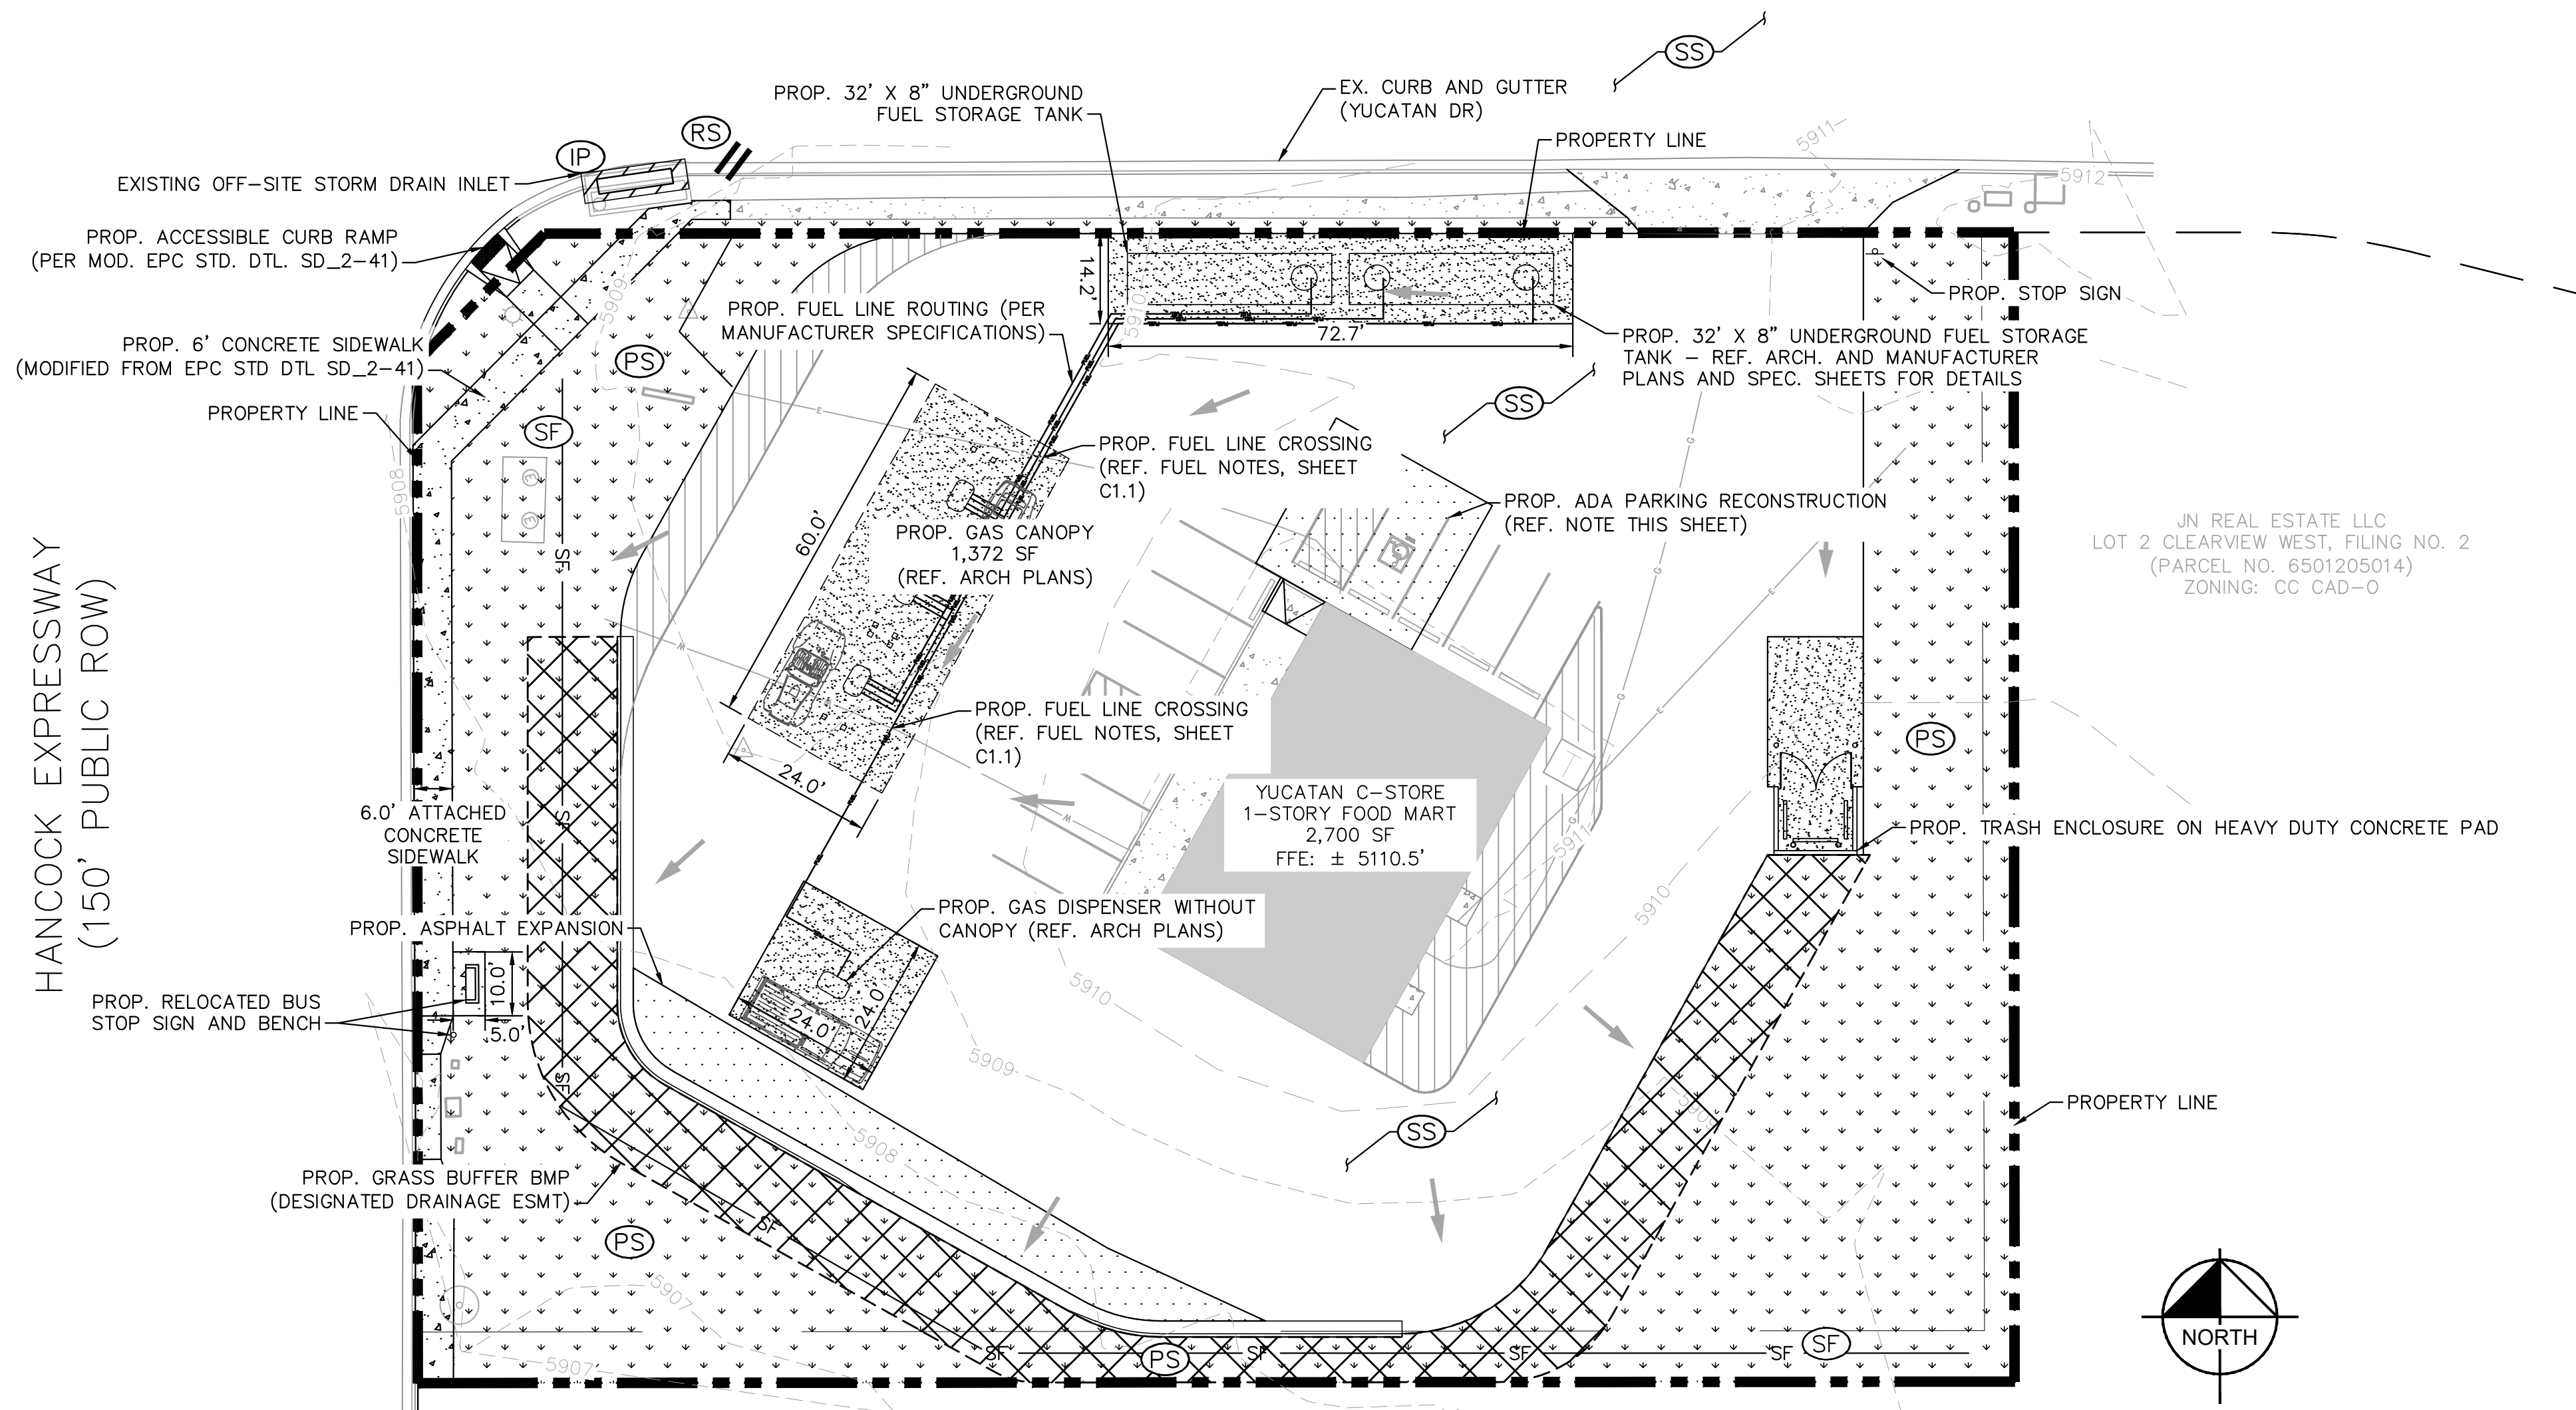 SS
PROP. 32' X 8" UNDERGROUND
FUEL STORAGE TANK
EX. CURB AND GUTTER
(YUCATAN DR)
RS
PROPERTY LINE
5911
IP
EXISTING OFF-SITE STORM DRAIN INLET
5912
PROP. ACCESSIBLE CURB RAMP
(PER MOD. EPC STD. DTL. SD_2-41)
14.2'
5909
5910
PROP. STOP SIGN
PROP. FUEL LINE ROUTING (PER
MANUFACTURER SPECIFICATIONS)
72.7'
PROP. 32' X 8" UNDERGROUND FUEL STORAGE
TANK – REF. ARCH. AND MANUFACTURER
PLANS AND SPEC. SHEETS FOR DETAILS
PROP. 6' CONCRETE SIDEWALK
(MODIFIED FROM EPC STD DTL SD_2-41)
PS
SS
PROPERTY LINE
SF
E
G
PROP. FUEL LINE CROSSING
(REF. FUEL NOTES, SHEET
C1.1)
5908
E
E
PROP. ADA PARKING RECONSTRUCTION
(REF. NOTE THIS SHEET)
60.0'
PROP. GAS CANOPY
1,372 SF
(REF. ARCH PLANS)
JN REAL ESTATE LLC
LOT 2 CLEARVIEW WEST, FILING NO. 2
(PARCEL NO. 6501205014)
ZONING: CC CAD-O
SF
G
E
HANCOCK EXPRESSWAY
(150' PUBLIC ROW)
W
G
E
PROP. FUEL LINE CROSSING
(REF. FUEL NOTES, SHEET
C1.1)
PS
24.0'
YUCATAN C-STORE
1-STORY FOOD MART
2,700 SF
FFE: ± 5110.5'
6.0' ATTACHED
CONCRETE
SIDEWALK
SF
W
G
5911
PROP. TRASH ENCLOSURE ON HEAVY DUTY CONCRETE PAD
5910
PROP. GAS DISPENSER WITHOUT
CANOPY (REF. ARCH PLANS)
PROP. ASPHALT EXPANSION
10.0'
5910
PROP. RELOCATED BUS
STOP SIGN AND BENCH
5.0'
24.0'
24.0'
5909
SF
5909
PROPERTY LINE
SS
5908
PROP. GRASS BUFFER BMP
(DESIGNATED DRAINAGE ESMT)
SF
PS
5907
NORTH
SF
PS
SF
SF
SF
SF
5907